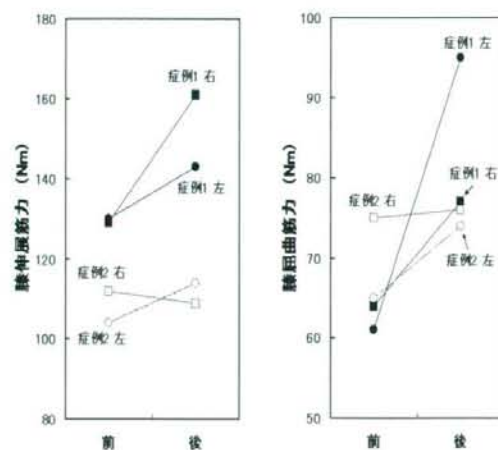 膝伸展筋力 (Nm)
180
160
140
120
100
80
前
後
症例1 右
症例1 左
症例2 右
症例2 左
膝屈曲筋力 (Nm)
100
90
80
70
60
50
前
後
症例1 左
症例1 右
症例2 右
症例2 左